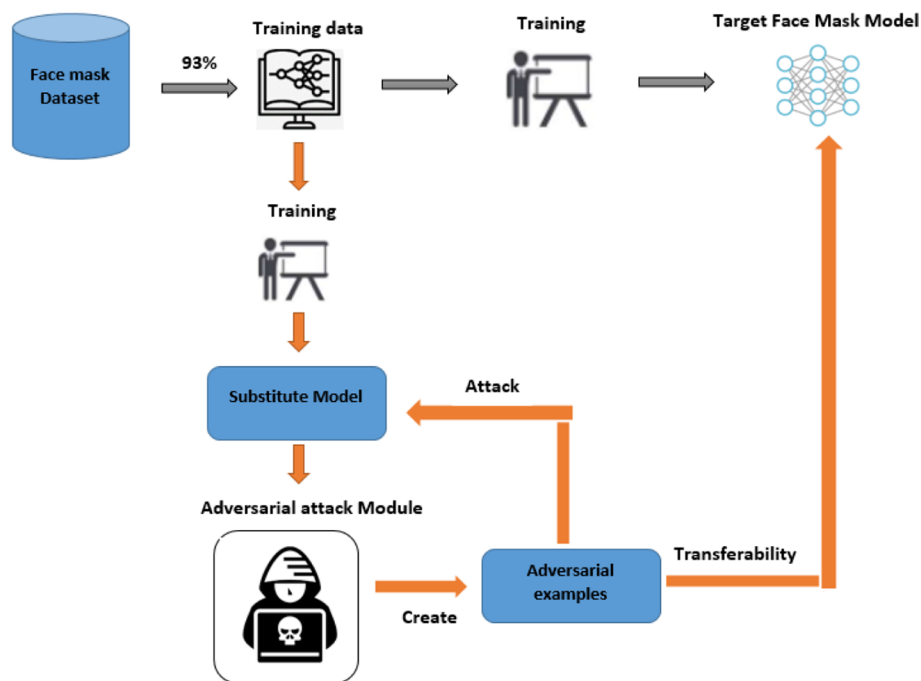 Training data
Training
Target Face Mask Model
Face mask
Dataset
93%
Training
Substitute Model
Attack
Adversarial attack Module
Create
Adversarial
examples
Transferability